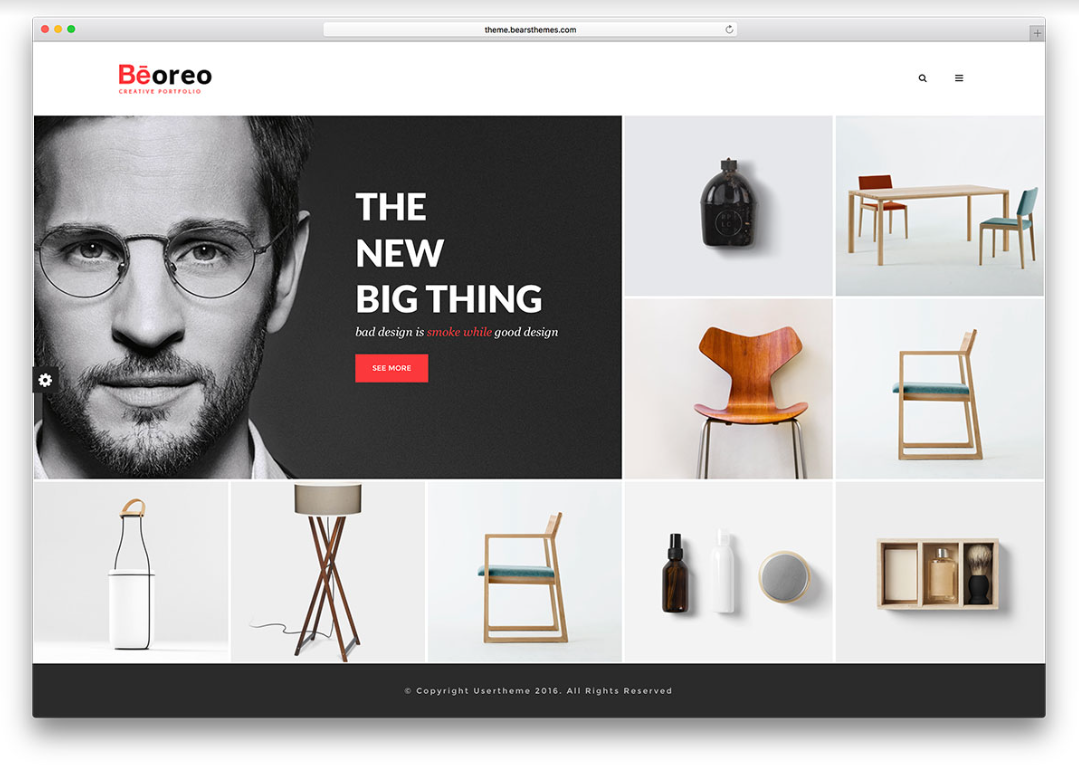 theme.bearsthemes.com
Bēoreo
CREATIVE PORTFOLIO
THE
NEW
BIG THING
bad design is smoke while good design
SEE MORE
© Copyright Usertheme 2016. All Rights Reserved